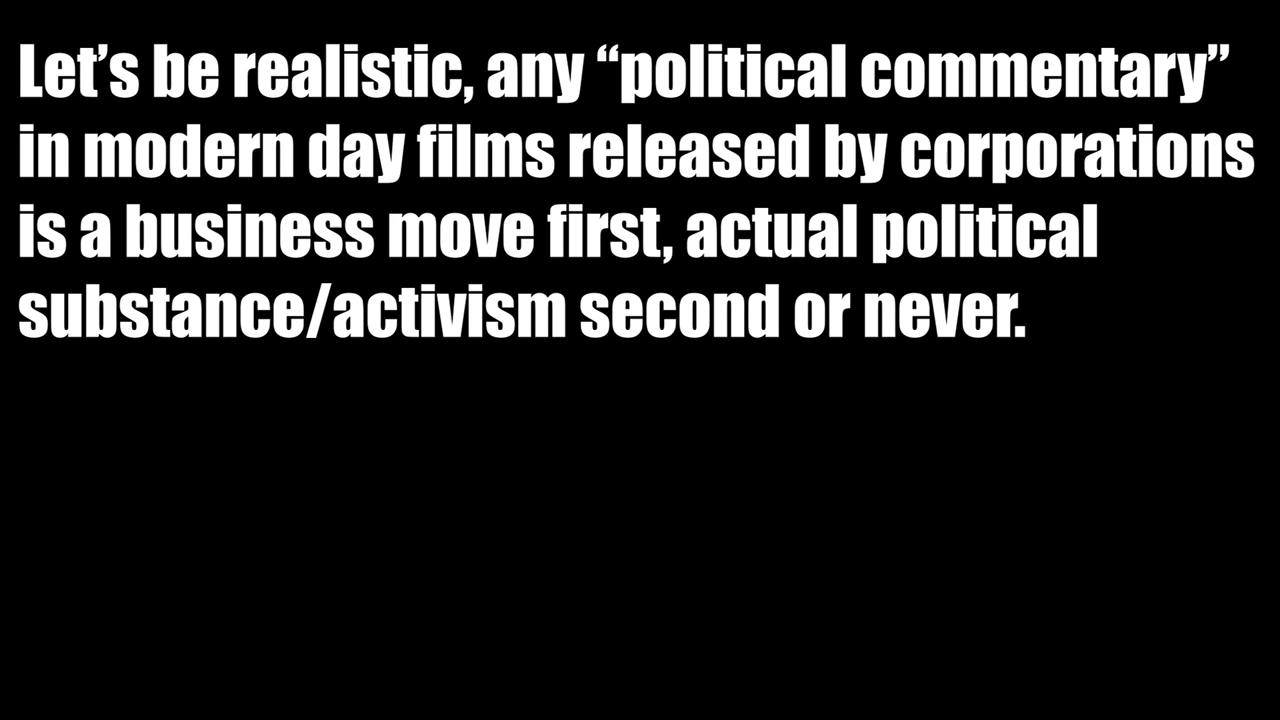 Let’s be realistic, any “political commentary”
in modern day films released by corporations
is a business move first, actual political
substance/activism second or never.